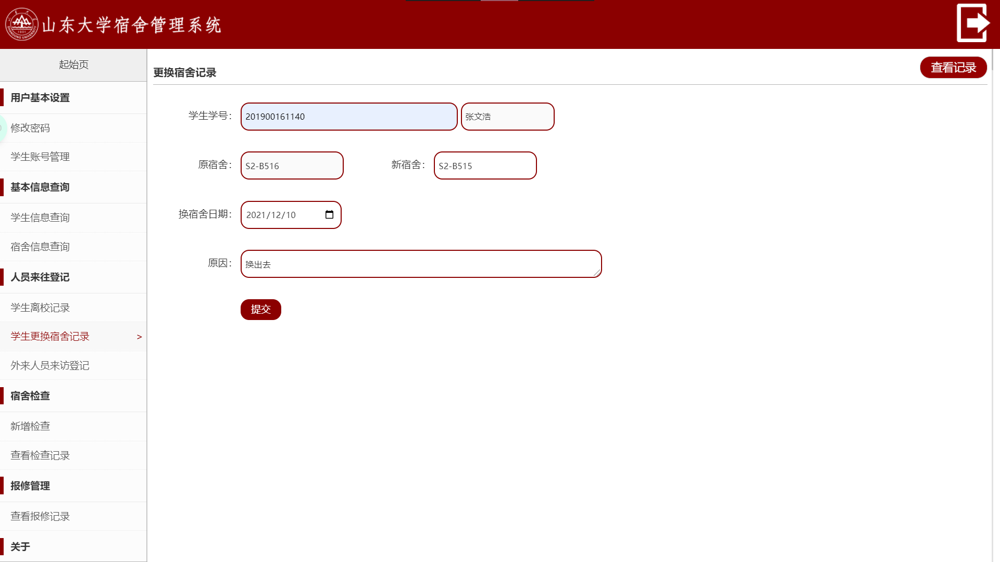 山东大学宿舍管理系统
起始页
用户基本设置
修改密码
学生账号管理
基本信息查询
学生信息查询
宿舍信息查询
人员来往登记
学生离校记录
学生更换宿舍记录 >
外来人员来访登记
宿舍检查
新增检查
查看检查记录
报修管理
查看报修记录
关于
更换宿舍记录
查看记录
学生学号： 201900161140 张文浩
原宿舍： S2-B516 新宿舍： S2-B515
换宿舍日期： 2021/12/10
原因： 换出去
提交